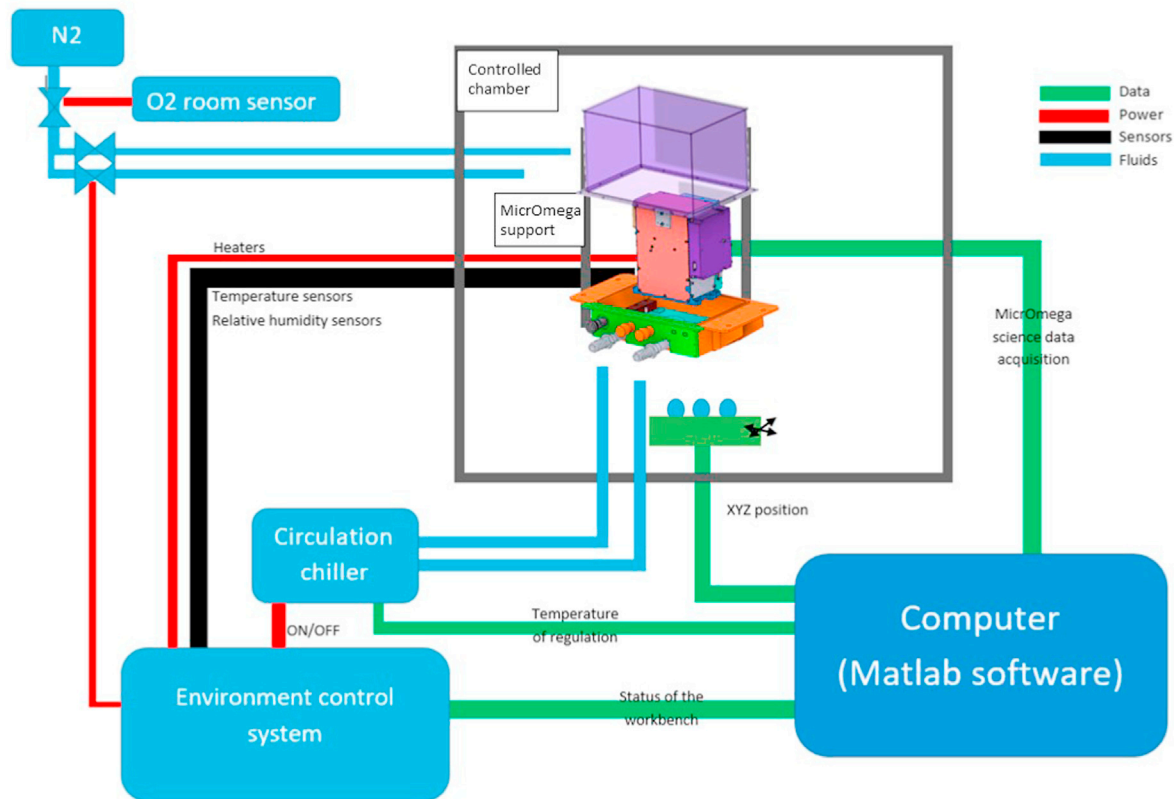 N2
O2 room sensor
Controlled
chamber
Data
Power
Sensors
Fluids
MicrOmega
support
Heaters
Temperature sensors
Relative humidity sensors
MicrOmega
science data
acquisition
XYZ position
Circulation
chiller
ON/OFF
Temperature
of regulation
Computer
(Matlab software)
Environment control
system
Status of the
workbench